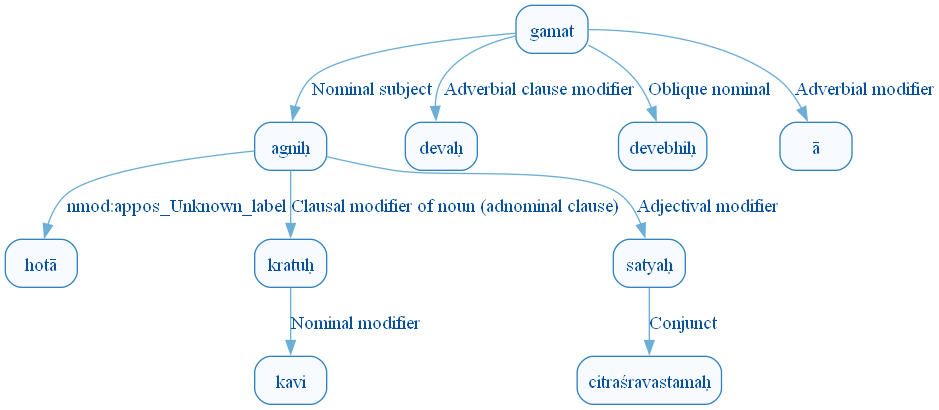 gamat
Nominal subject Adverbial clause modifier Oblique nominal Adverbial modifier
agniḥ devaḥ devebhiḥ ā
nmod:appos_Unknown_label Clausal modifier of noun (adnominal clause) Adjectival modifier
hotā kratuḥ satyaḥ
Nominal modifier Conjunct
kavi citraśravastamaḥ